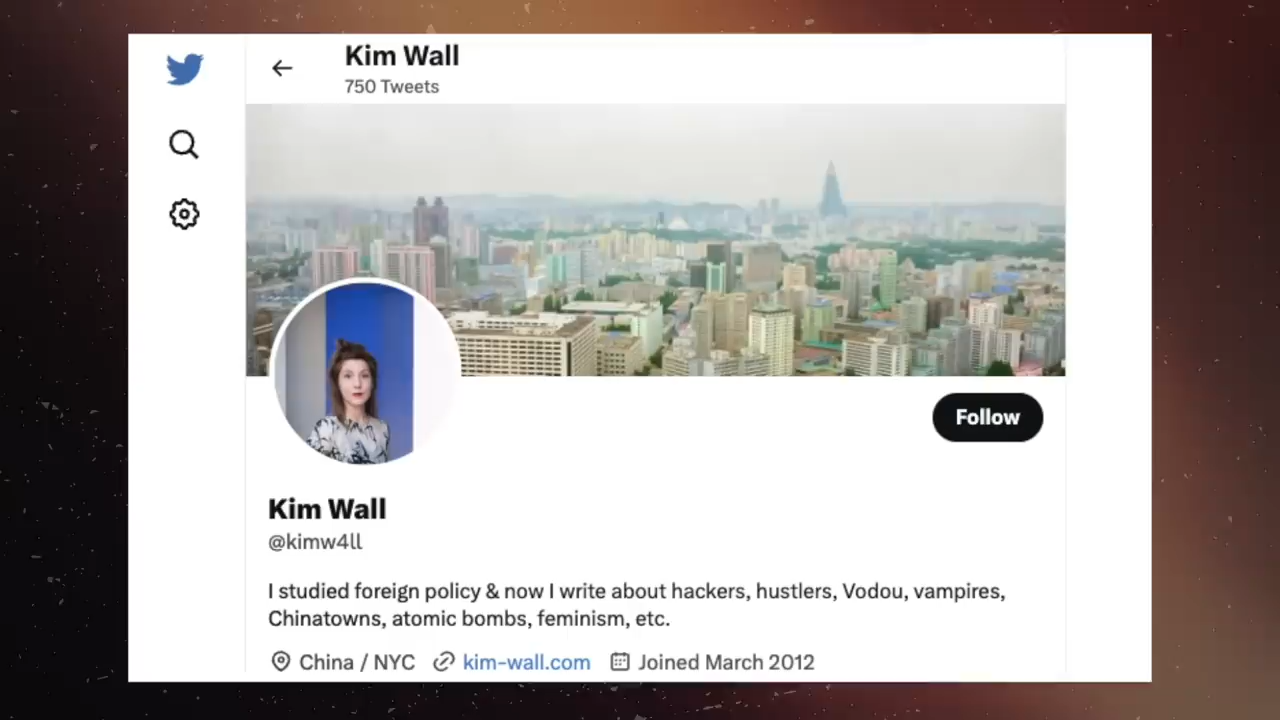 Kim Wall
750 Tweets
Follow
Kim Wall
@kimw4ll
I studied foreign policy & now I write about hackers, hustlers, Vodou, vampires,
Chinatowns, atomic bombs, feminism, etc.
China / NYC kim-wall.com Joined March 2012